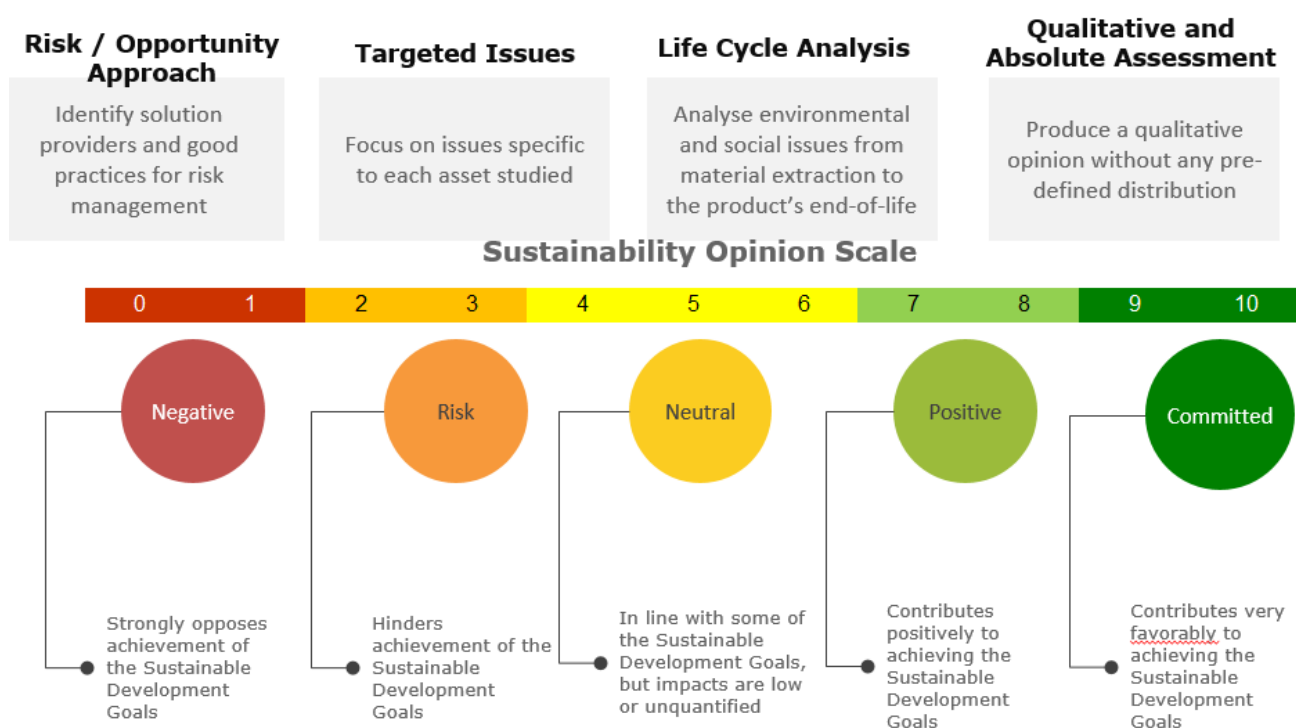 Risk / Opportunity
Approach
Identify solution
providers and good
practices for risk
management
Targeted Issues
Focus on issues specific
to each asset studied
Life Cycle Analysis
Analyse environmental
and social issues from
material extraction to
the product's end-of-life
Qualitative and
Absolute Assessment
Produce a qualitative
opinion without any pre-
defined distribution
Sustainability Opinion Scale
0 1 2 3 4 5 6 7 8 9 10
Negative
Risk
Neutral
Positive
Committed
Strongly opposes
achievement of
the Sustainable
Development
Goals
Hinders
achievement of the
Sustainable
Development
Goals
In line with some of
the Sustainable
Development Goals,
but impacts are low
or unquantified
Contributes
positively to
achieving the
Sustainable
Development
Goals
Contributes very
favorably to
achieving the
Sustainable
Development
Goals